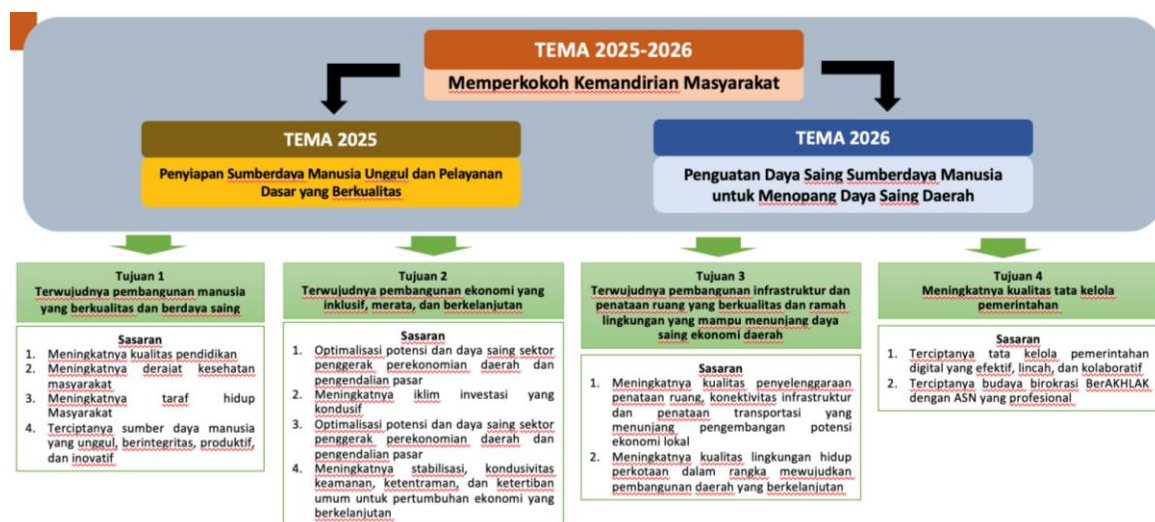 TEMA 2025-2026
Memperkokoh Kemandirian Masyarakat
TEMA 2025
Penyiapan Sumberdaya Manusia Unggul dan Pelayanan
Dasar yang Berkualitas
TEMA 2026
Penguatan Daya Saing Sumberdaya Manusia
untuk Menopang Daya Saing Daerah
Tujuan 1
Terwujudnya pembangunan manusia
yang berkualitas dan berdaya saing
Sasaran
1. Meningkatnya kualitas pendidikan
2. Meningkatnya derajat kesehatan
masyarakat
3. Meningkatnya taraf hidup
Masyarakat
4. Terciptanya sumber daya manusia
yang unggul, berintegritas, produktif,
dan inovatif
Tujuan 2
Terwujudnya pembangunan ekonomi yang
inklusif, merata, dan berkelanjutan
Sasaran
1. Optimalisasi potensi dan daya saing sektor
penggerak perekonomian daerah dan
pengendalian pasar
2. Meningkatnya iklim investasi yang
kondusif
3. Optimalisasi potensi dan daya saing sektor
penggerak perekonomian daerah dan
pengendalian pasar
4. Meningkatnya stabilisasi, kondusivitas
keamanan, ketentraman, dan ketertiban
umum untuk pertumbuhan ekonomi yang
berkelanjutan
Tujuan 3
Terwujudnya pembangunan infrastruktur dan
penataan ruang yang berkualitas dan ramah
lingkungan yang mampu menunjang daya
saing ekonomi daerah
Sasaran
1. Meningkatnya kualitas penyelenggaraan
penataan ruang, konektivitas infrastruktur
dan penataan transportasi yang
menunjang pengembangan potensi
ekonomi lokal
2. Meningkatnya kualitas lingkungan hidup
perkotaan dalam rangka mewujudkan
pembangunan daerah yang berkelanjutan
Tujuan 4
Meningkatnya kualitas tata kelola
pemerintahan
Sasaran
1. Terciptanya tata kelola pemerintahan
digital yang efektif, lincah, dan kolaboratif
2. Terciptanya budaya birokrasi BerAKHLAK
dengan ASN yang profesional